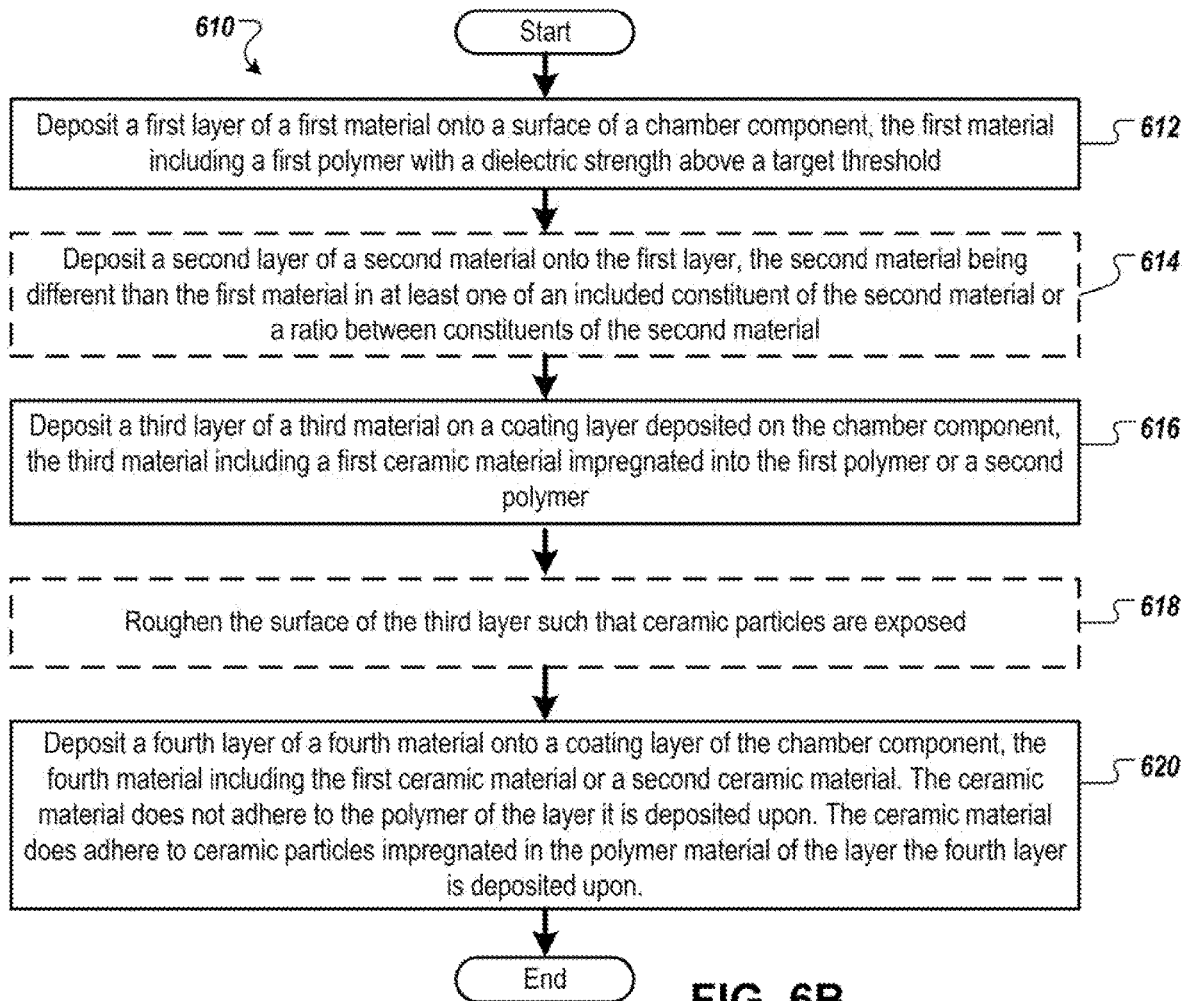 610
Start
Deposit a first layer of a first material onto a surface of a chamber component, the first material
including a first polymer with a dielectric strength above a target threshold
612
Deposit a second layer of a second material onto the first layer, the second material being
different than the first material in at least one of an included constituent of the second material or
a ratio between constituents of the second material
614
Deposit a third layer of a third material on a coating layer deposited on the chamber component,
the third material including a first ceramic material impregnated into the first polymer or a second
polymer
616
Roughen the surface of the third layer such that ceramic particles are exposed
618
Deposit a fourth layer of a fourth material onto a coating layer of the chamber component, the
fourth material including the first ceramic material or a second ceramic material. The ceramic
material does not adhere to the polymer of the layer it is deposited upon. The ceramic material
does adhere to ceramic particles impregnated in the polymer material of the layer the fourth layer
is deposited upon.
620
End
FIG. 6B